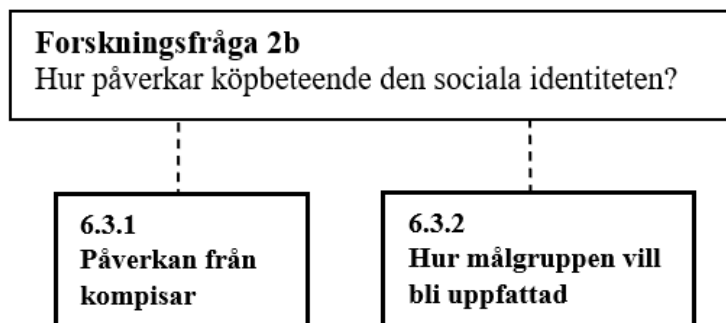 Forskningsfråga 2b
Hur påverkar köpbeteende den sociala identiteten?
6.3.1
Påverkan från
kompisar
6.3.2
Hur målgruppen vill
bli uppfattad